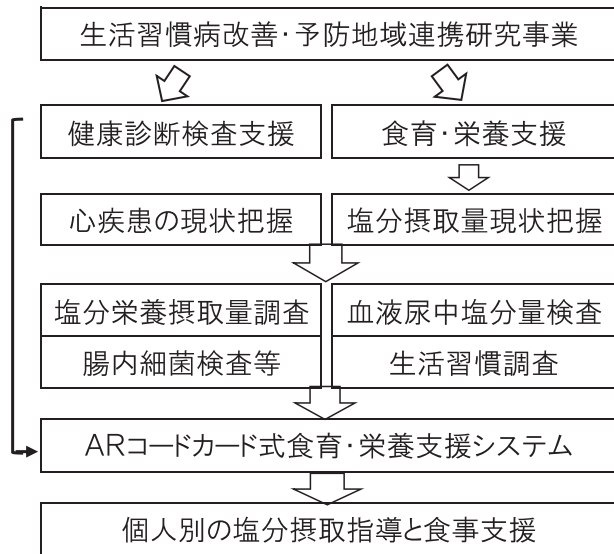 生活習慣病改善・予防地域連携研究事業
健康診断検査支援
食育・栄養支援
心疾患の現状把握
塩分摂取量現状把握
塩分栄養摂取量調査
血液尿中塩分量検査
腸内細菌検査等
生活習慣調査
ARコードカード式食育・栄養支援システム
個人別の塩分摂取指導と食事支援